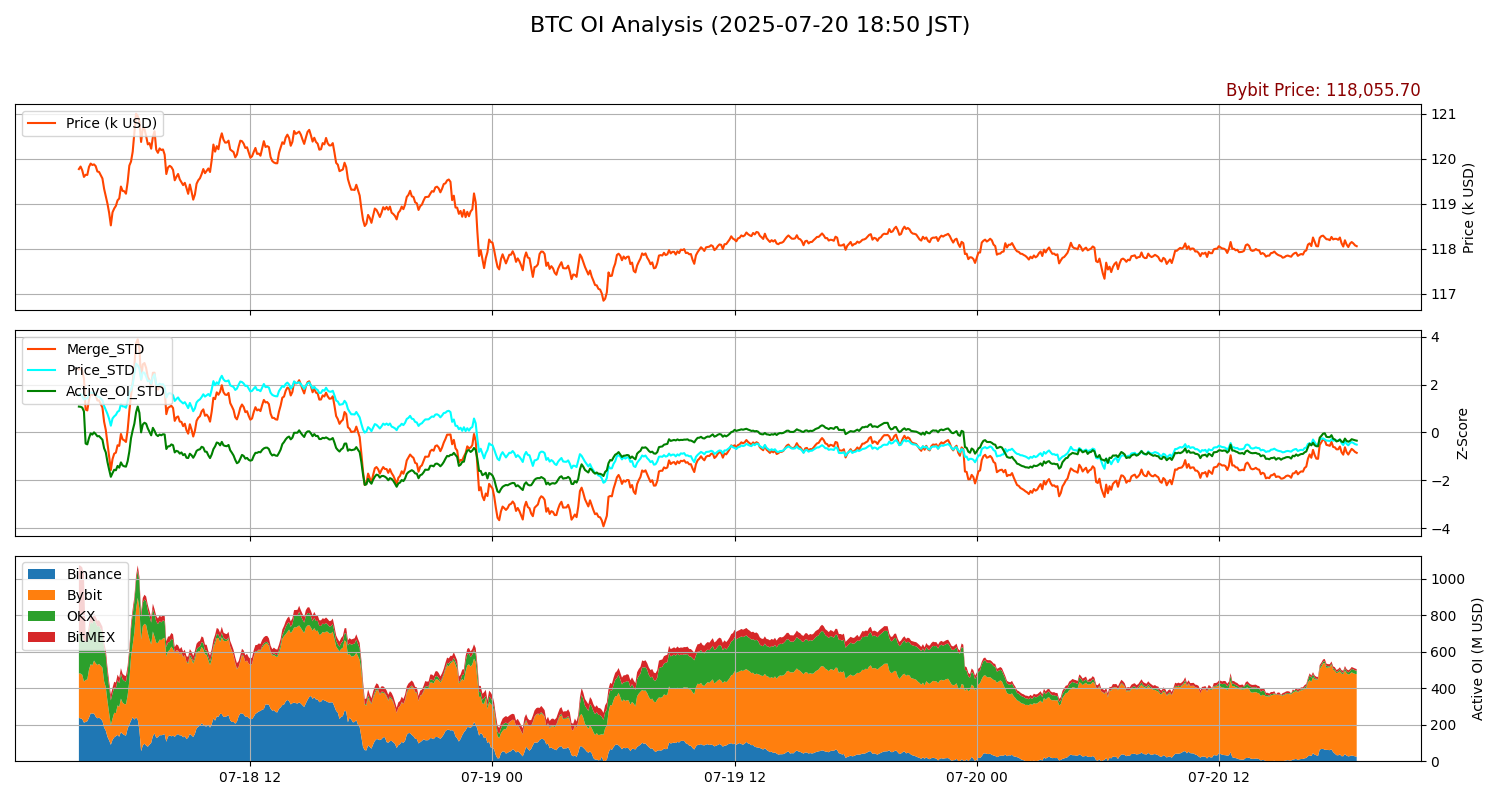 BTC OI Analysis (2025-07-20 18:50 JST)
Bybit Price: 118,055.70
Price (k USD)
121
120
119
118
117
Price (k USD)
Merge_STD
Price_STD
Active_OI_STD
4
2
0
−2
−4
Z-Score
Binance
Bybit
OKX
BitMEX
1000
800
600
400
200
0
Active OI (M USD)
07-18 12
07-19 00
07-19 12
07-20 00
07-20 12